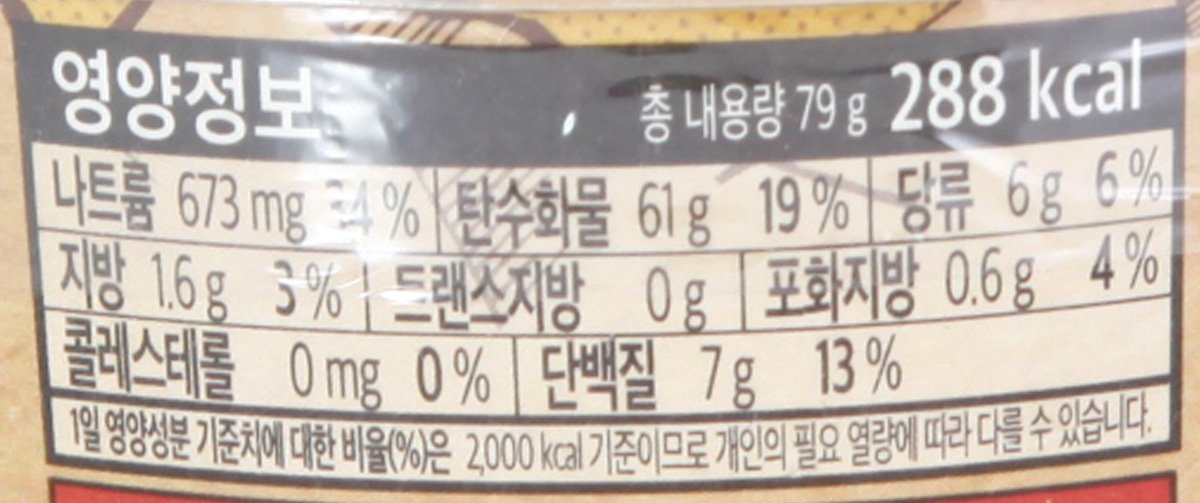 영양정보 총 내용량 79 g 288 kcal
나트륨 673 mg 34 % 탄수화물 61 g 19 % 당류 6 g 6 %
지방 1.6 g 3 % 트랜스지방 0 g 포화지방 0.6 g 4 %
콜레스테롤 0 mg 0 % 단백질 7 g 13 %
1일 영양성분 기준치에 대한 비율(%)은 2,000 kcal 기준이므로 개인의 필요 열량에 따라 다를 수 있습니다.